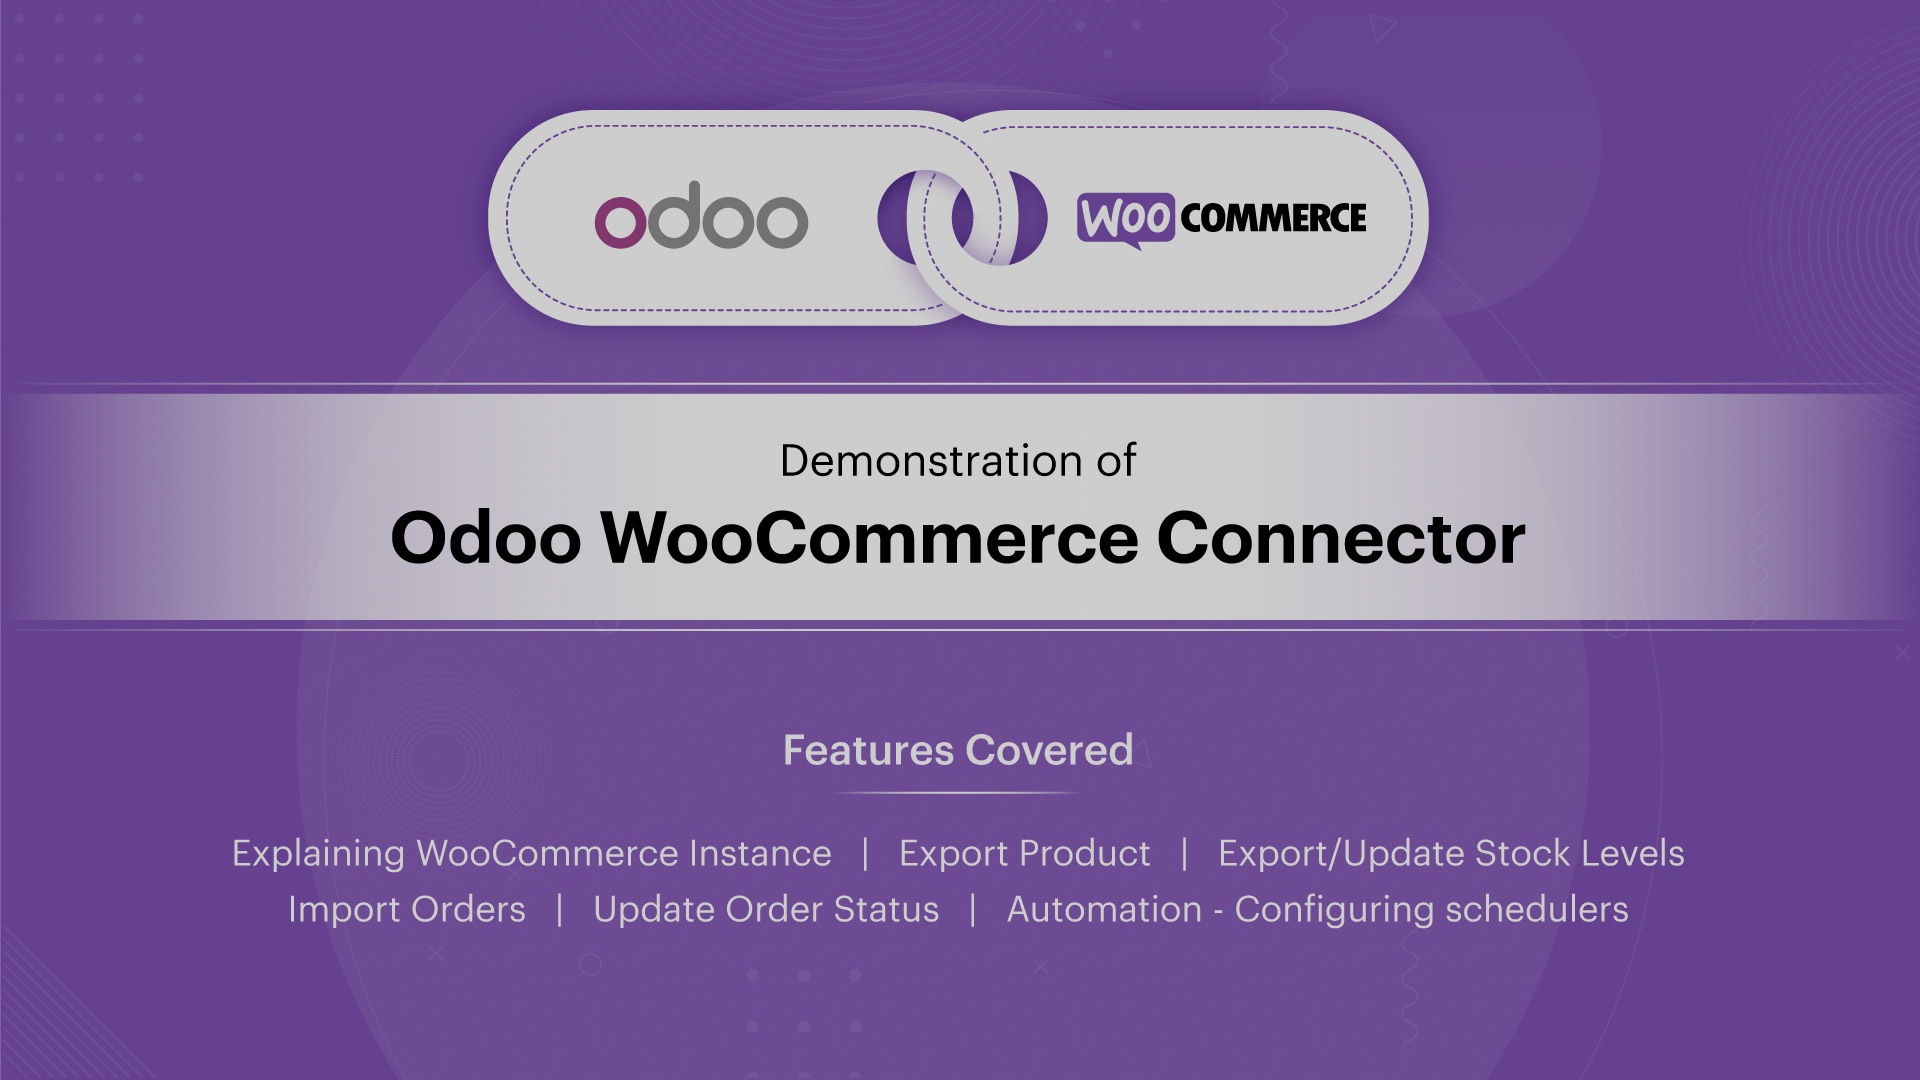 odoo WOO COMMERCE
Demonstration of
Odoo WooCommerce Connector
Features Covered
Explaining WooCommerce Instance | Export Product | Export/Update Stock Levels
Import Orders | Update Order Status | Automation - Configuring schedulers